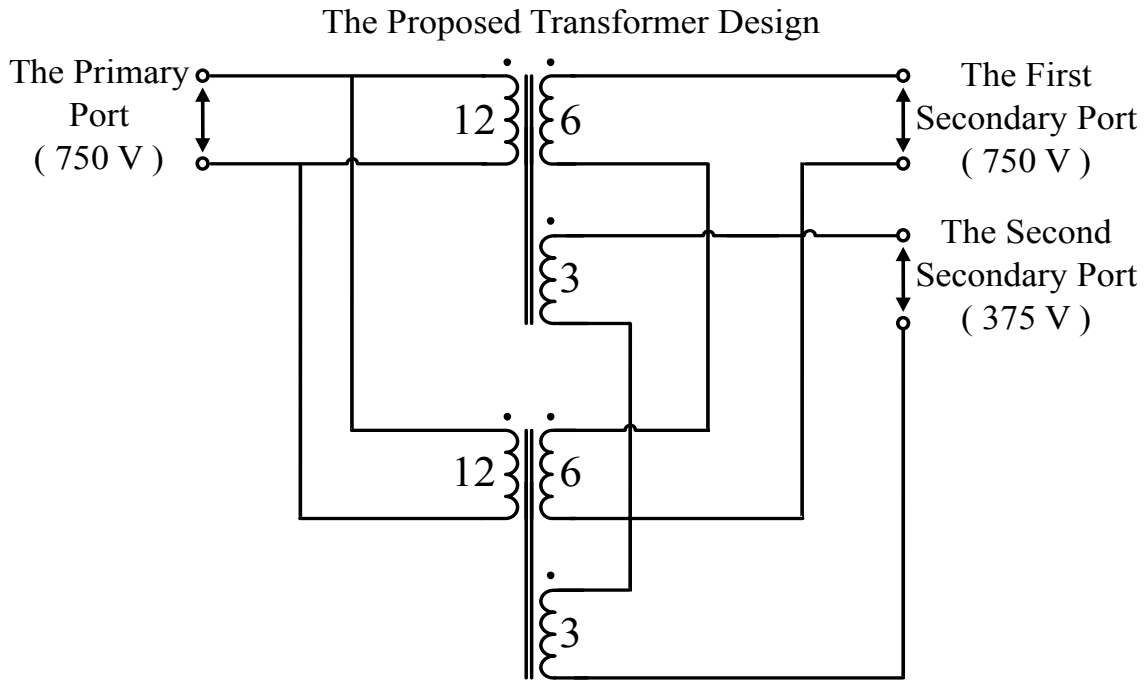 The Proposed Transformer Design
The Primary
Port
( 750 V )
12
6
The First
Secondary Port
( 750 V )
3
The Second
Secondary Port
( 375 V )
12
6
3